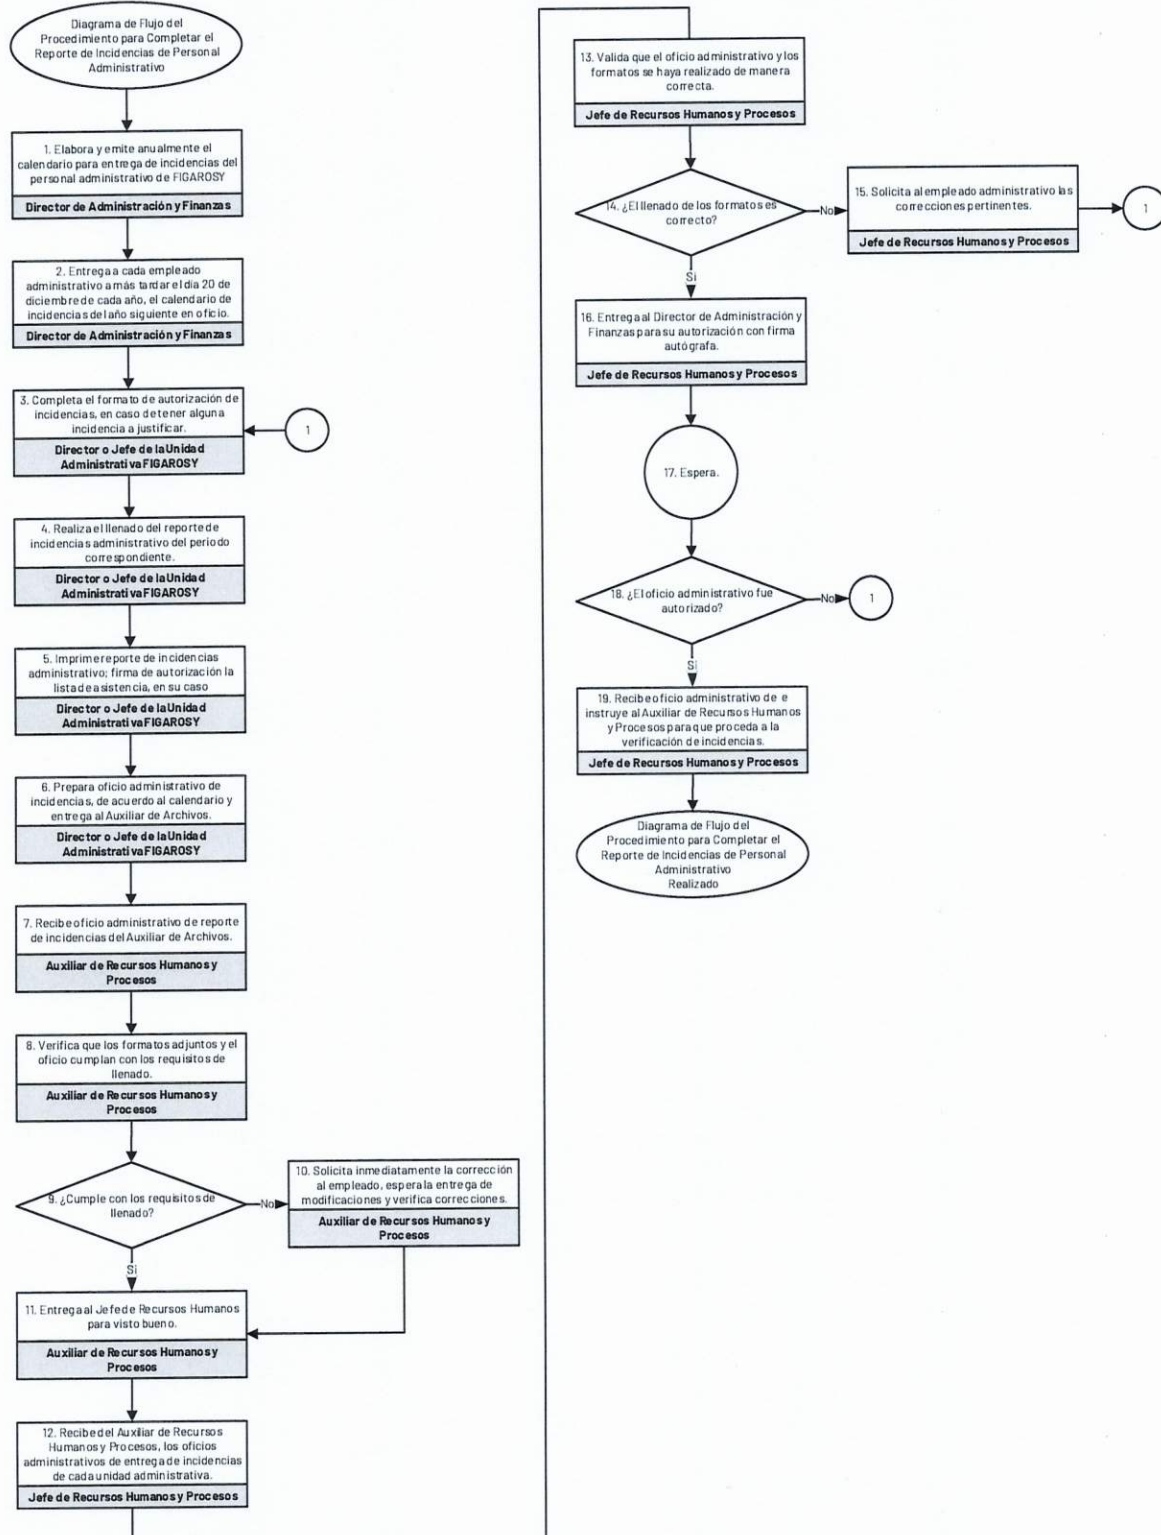 Diagrama de Flujo del
Procedimiento para Completar el
Reporte de Incidencias de Personal
Administrativo
1. Elabora y emite anualmente el
calendario para entrega de incidencias del
personal administrativo de FIGAROSY
Director de Administración y Finanzas
2. Entrega a cada empleado
administrativo a más tardar el día 20 de
diciembre de cada año, el calendario de
incidencias del año siguiente en oficio.
Director de Administración y Finanzas
3. Completa el formato de autorización de
incidencias, en caso de tener alguna
incidencia a justificar.
Director o Jefe de la Unidad
Administrativa FIGAROSY
1
4. Realiza el llenado del reporte de
incidencias administrativo del periodo
correspondiente.
Director o Jefe de la Unidad
Administrativa FIGAROSY
5. Imprime reporte de incidencias
administrativo; firma de autorización la
lista de asistencia, en su caso
Director o Jefe de la Unidad
Administrativa FIGAROSY
6. Prepara oficio administrativo de
incidencias, de acuerdo al calendario y
entrega al Auxiliar de Archivos.
Director o Jefe de la Unidad
Administrativa FIGAROSY
7. Recibe oficio administrativo de reporte
de incidencias del Auxiliar de Archivos.
Auxiliar de Recursos Humanos y
Procesos
8. Verifica que los formatos adjuntos y el
oficio cumplan con los requisitos de
llenado.
Auxiliar de Recursos Humanos y
Procesos
9. ¿Cumple con los requisitos de
llenado?
No
10. Solicita inmediatamente la corrección
al empleado, espera la entrega de
modificaciones y verifica correcciones.
Auxiliar de Recursos Humanos y
Procesos
Si
11. Entrega al Jefe de Recursos Humanos
para visto bueno.
Auxiliar de Recursos Humanos y
Procesos
12. Recibe del Auxiliar de Recursos
Humanos y Procesos, los oficios
administrativos de entrega de incidencias
de cada unidad administrativa.
Jefe de Recursos Humanos y Procesos
13. Valida que el oficio administrativo y los
formatos se haya realizado de manera
correcta.
Jefe de Recursos Humanos y Procesos
14. ¿El llenado de los formatos es
correcto?
No
15. Solicita al empleado administrativo las
correcciones pertinentes.
Jefe de Recursos Humanos y Procesos
1
Si
16. Entrega al Director de Administración y
Finanzas para su autorización con firma
autógrafa.
Jefe de Recursos Humanos y Procesos
17. Espera.
18. ¿El oficio administrativo fue
autorizado?
No
1
Si
19. Recibe oficio administrativo de e
instruye al Auxiliar de Recursos Humanos
y Procesos para que proceda a la
verificación de incidencias.
Jefe de Recursos Humanos y Procesos
Diagrama de Flujo del
Procedimiento para Completar el
Reporte de Incidencias de Personal
Administrativo
Realizado